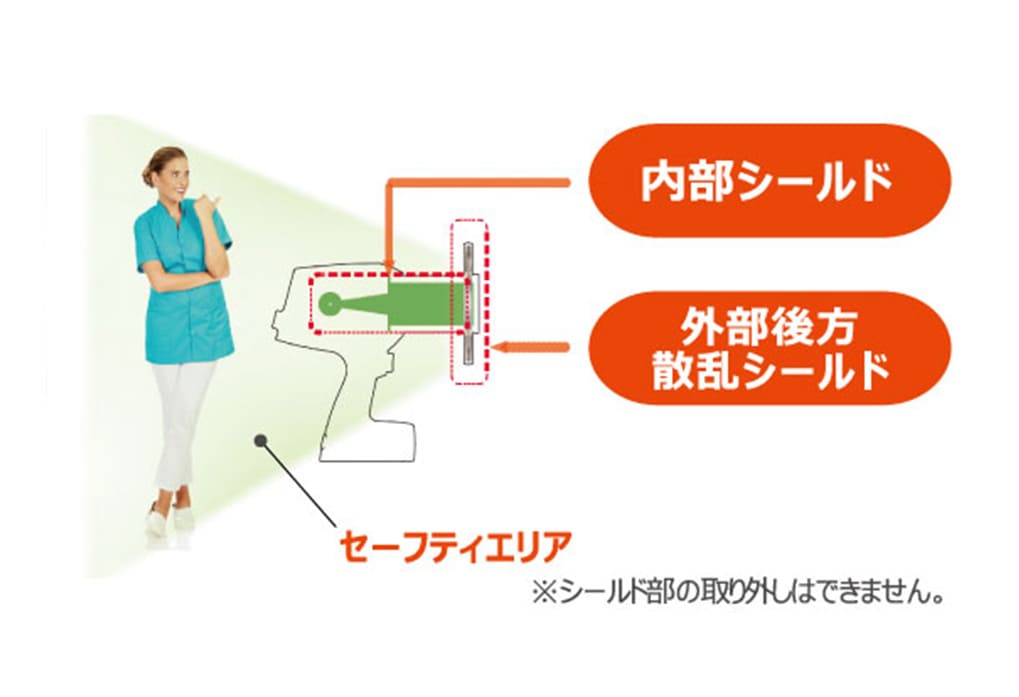 内部シールド
外部後方
散乱シールド
セーフティエリア
※シールド部の取り外しはできません。